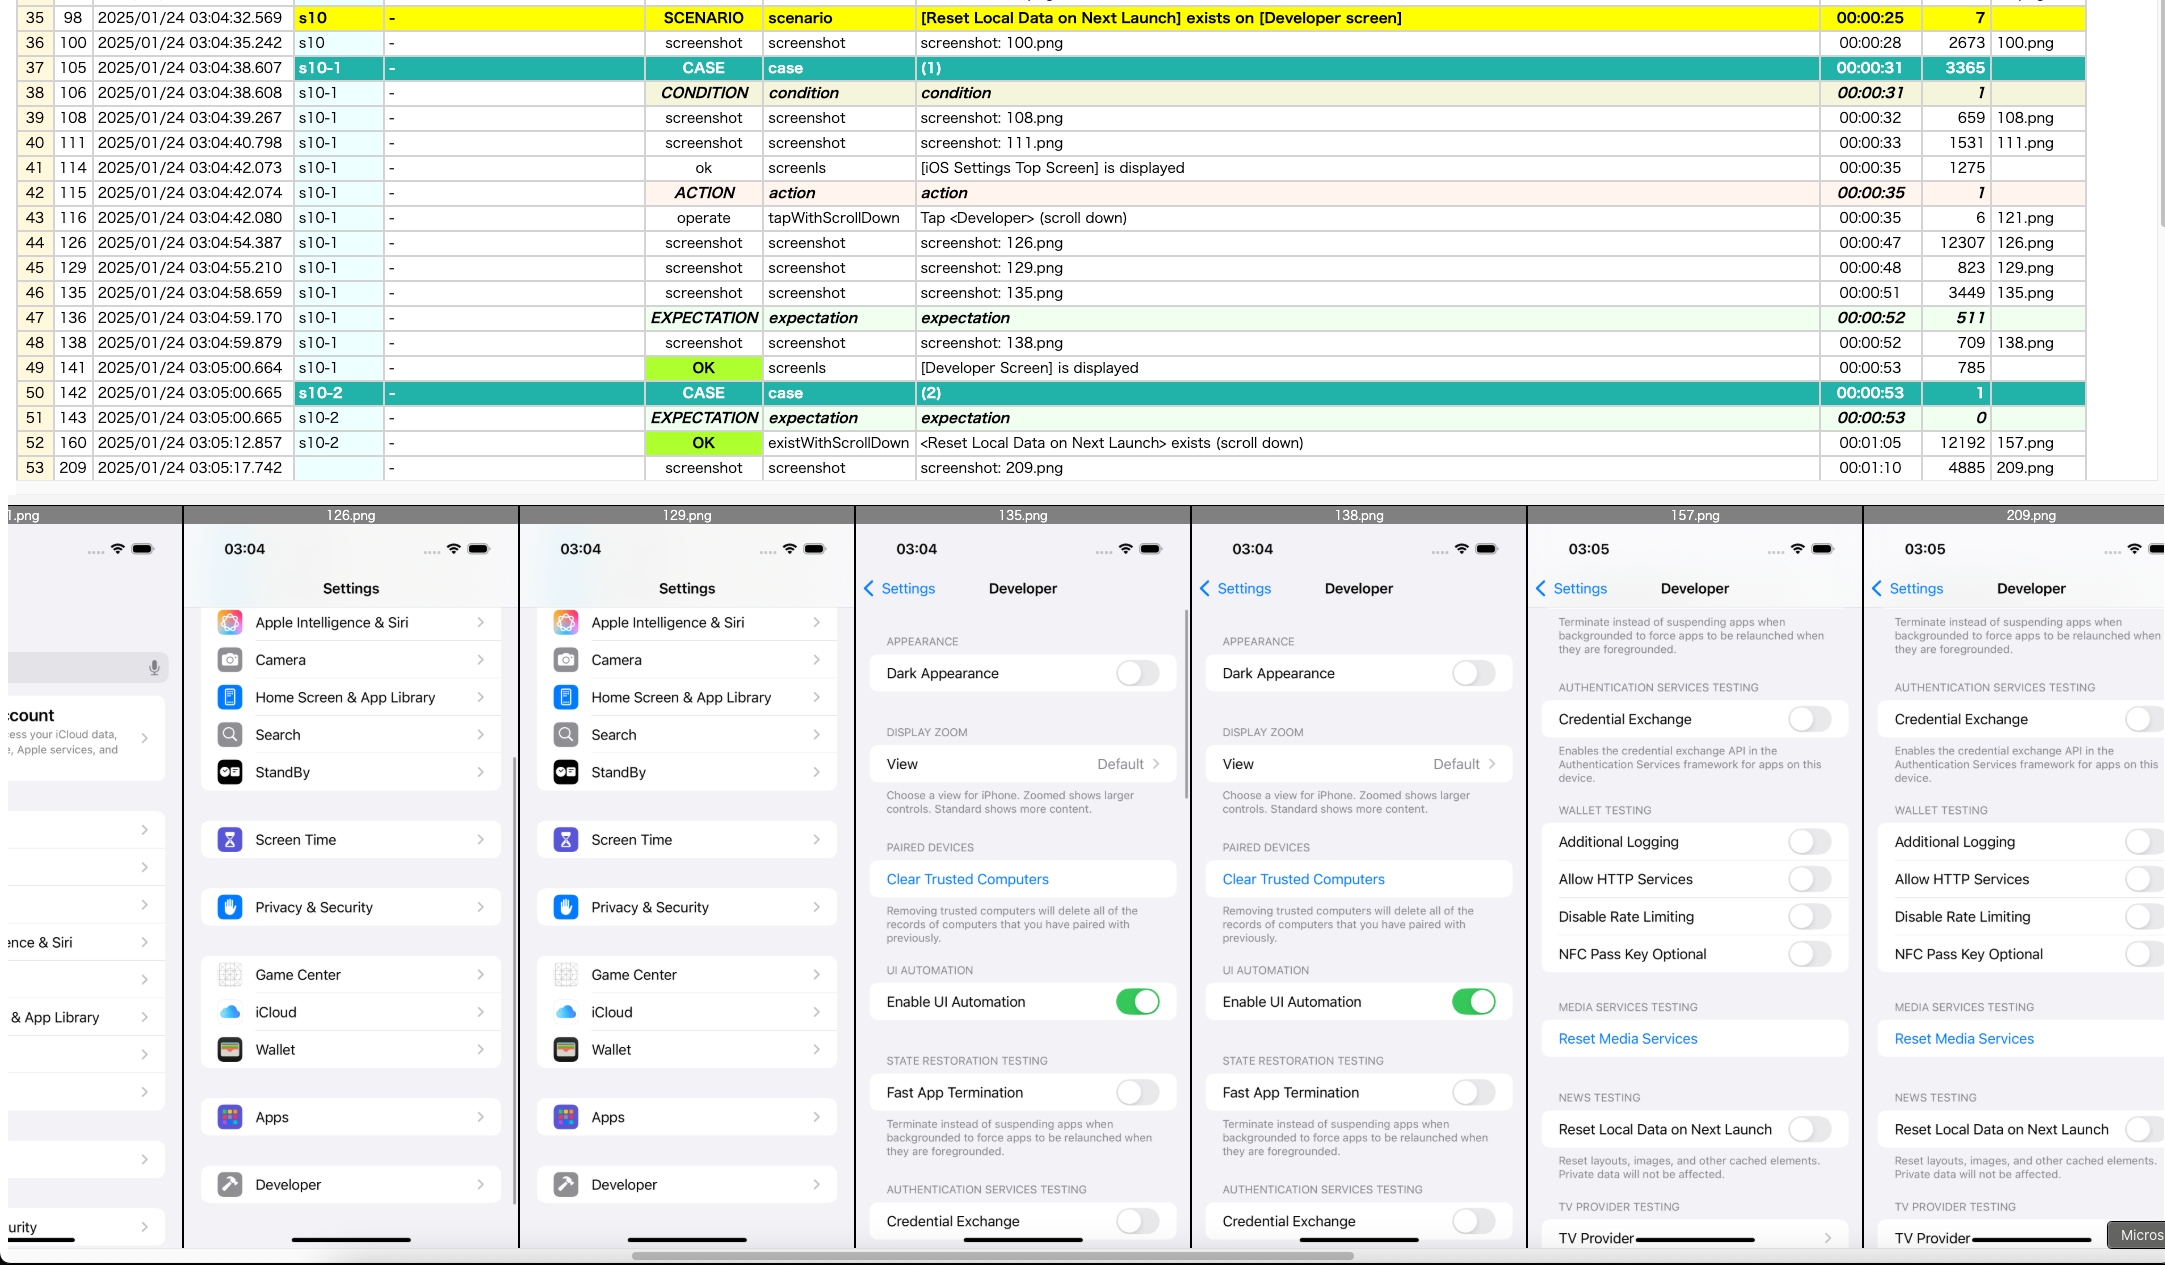 35 98 2025/01/24 03:04:32.569 s10 - SCENARIO scenario [Reset Local Data on Next Launch] exists on [Developer screen] 00:00:25 7
36 100 2025/01/24 03:04:35.242 s10 - screenshot screenshot screenshot: 100.png 00:00:28 2673 100.png
37 105 2025/01/24 03:04:38.607 s10-1 - CASE case (1) 00:00:31 3365
38 106 2025/01/24 03:04:38.608 s10-1 - CONDITION condition condition 00:00:31 1
39 108 2025/01/24 03:04:39.267 s10-1 - screenshot screenshot screenshot: 108.png 00:00:32 659 108.png
40 111 2025/01/24 03:04:40.798 s10-1 - screenshot screenshot screenshot: 111.png 00:00:33 1531 111.png
41 114 2025/01/24 03:04:42.073 s10-1 - ok screenIs [iOS Settings Top Screen] is displayed 00:00:35 1275
42 115 2025/01/24 03:04:42.074 s10-1 - ACTION action action 00:00:35 1
43 116 2025/01/24 03:04:42.080 s10-1 - operate tapWithScrollDown Tap <Developer> (scroll down) 00:00:35 6 121.png
44 126 2025/01/24 03:04:54.387 s10-1 - screenshot screenshot screenshot: 126.png 00:00:47 12307 126.png
45 129 2025/01/24 03:04:55.210 s10-1 - screenshot screenshot screenshot: 129.png 00:00:48 823 129.png
46 135 2025/01/24 03:04:58.659 s10-1 - screenshot screenshot screenshot: 135.png 00:00:51 3449 135.png
47 136 2025/01/24 03:04:59.170 s10-1 - EXPECTATION expectation expectation 00:00:52 511
48 138 2025/01/24 03:04:59.879 s10-1 - screenshot screenshot screenshot: 138.png 00:00:52 709 138.png
49 141 2025/01/24 03:05:00.664 s10-1 - OK screenIs [Developer Screen] is displayed 00:00:53 785
50 142 2025/01/24 03:05:00.665 s10-2 - CASE case (2) 00:00:53 1
51 143 2025/01/24 03:05:00.665 s10-2 - EXPECTATION expectation expectation 00:00:53 0
52 160 2025/01/24 03:05:12.857 s10-2 - OK existWithScrollDown <Reset Local Data on Next Launch> exists (scroll down) 00:01:05 12192 157.png
53 209 2025/01/24 03:05:17.742 - screenshot screenshot screenshot: 209.png 00:01:10 4885 209.png
1.png
ccount
ess your iCloud data,
e, Apple services, and
ence & Siri
& App Library
urity
126.png
03:04
Settings
Apple Intelligence & Siri
Camera
Home Screen & App Library
Search
StandBy
Screen Time
Privacy & Security
Game Center
iCloud
Wallet
Apps
Developer
129.png
03:04
Settings
Apple Intelligence & Siri
Camera
Home Screen & App Library
Search
StandBy
Screen Time
Privacy & Security
Game Center
iCloud
Wallet
Apps
Developer
135.png
03:04
Settings Developer
APPEARANCE
Dark Appearance
DISPLAY ZOOM
View Default
Choose a view for iPhone. Zoomed shows larger
controls. Standard shows more content.
PAIRED DEVICES
Clear Trusted Computers
Removing trusted computers will delete all of the
records of computers that you have paired with
previously.
UI AUTOMATION
Enable UI Automation
STATE RESTORATION TESTING
Fast App Termination
Terminate instead of suspending apps when
backgrounded to force apps to be relaunched when
they are foregrounded.
AUTHENTICATION SERVICES TESTING
Credential Exchange
138.png
03:04
Settings Developer
APPEARANCE
Dark Appearance
DISPLAY ZOOM
View Default
Choose a view for iPhone. Zoomed shows larger
controls. Standard shows more content.
PAIRED DEVICES
Clear Trusted Computers
Removing trusted computers will delete all of the
records of computers that you have paired with
previously.
UI AUTOMATION
Enable UI Automation
STATE RESTORATION TESTING
Fast App Termination
Terminate instead of suspending apps when
backgrounded to force apps to be relaunched when
they are foregrounded.
AUTHENTICATION SERVICES TESTING
Credential Exchange
157.png
03:05
Settings Developer
Terminate instead of suspending apps when
backgrounded to force apps to be relaunched when
they are foregrounded.
AUTHENTICATION SERVICES TESTING
Credential Exchange
Enables the credential exchange API in the
Authentication Services framework for apps on this
device.
WALLET TESTING
Additional Logging
Allow HTTP Services
Disable Rate Limiting
NFC Pass Key Optional
MEDIA SERVICES TESTING
Reset Media Services
NEWS TESTING
Reset Local Data on Next Launch
Reset layouts, images, and other cached elements.
Private data will not be affected.
TV PROVIDER TESTING
TV Provider
209.png
03:05
Settings Developer
Terminate instead of suspending apps when
backgrounded to force apps to be relaunched when
they are foregrounded.
AUTHENTICATION SERVICES TESTING
Credential Exchange
Enables the credential exchange API in the
Authentication Services framework for apps on this
device.
WALLET TESTING
Additional Logging
Allow HTTP Services
Disable Rate Limiting
NFC Pass Key Optional
MEDIA SERVICES TESTING
Reset Media Services
NEWS TESTING
Reset Local Data on Next Launch
Reset layouts, images, and other cached elements.
Private data will not be affected.
TV PROVIDER TESTING
TV Provider
Micros